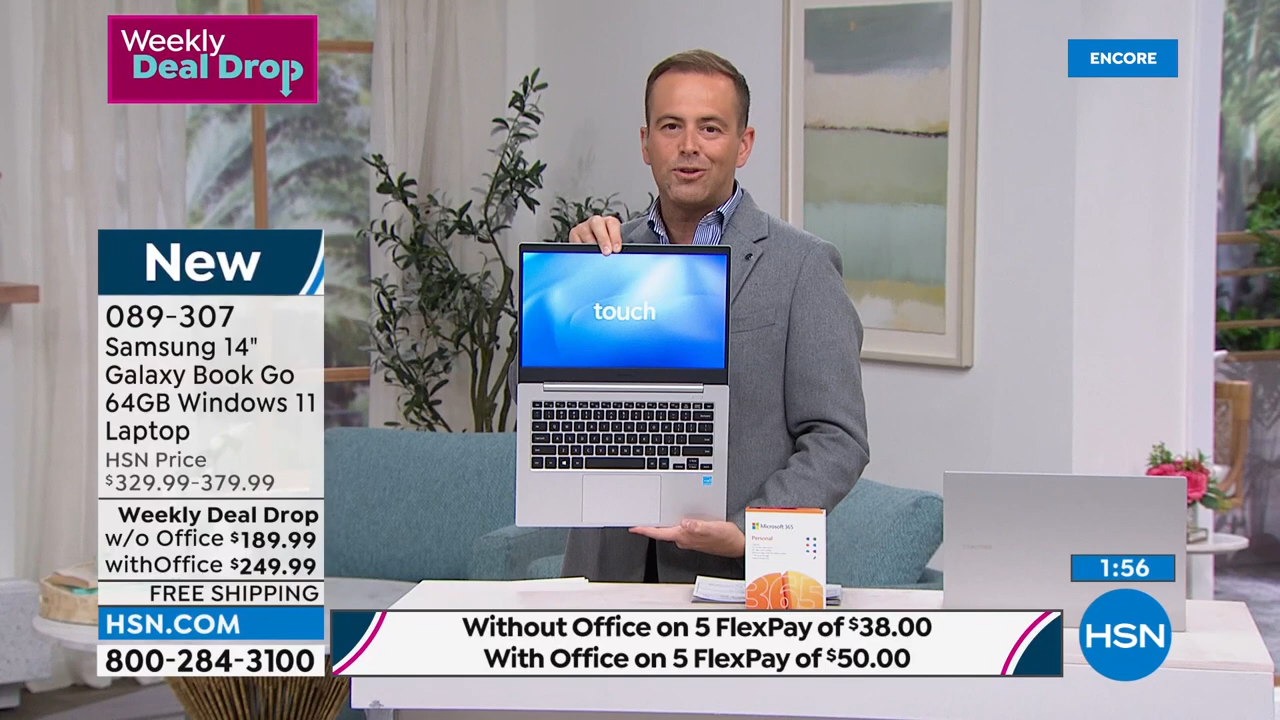 Weekly
Deal Drop
ENCORE
New
089-307
Samsung 14"
Galaxy Book Go
64GB Windows 11
Laptop
HSN Price
$329.99-379.99
Weekly Deal Drop
w/o Office $189.99
withOffice $249.99
FREE SHIPPING
HSN.COM
800-284-3100
touch
Microsoft 365
Personal
365
1:56
HSN
Without Office on 5 FlexPay of $38.00
With Office on 5 FlexPay of $50.00